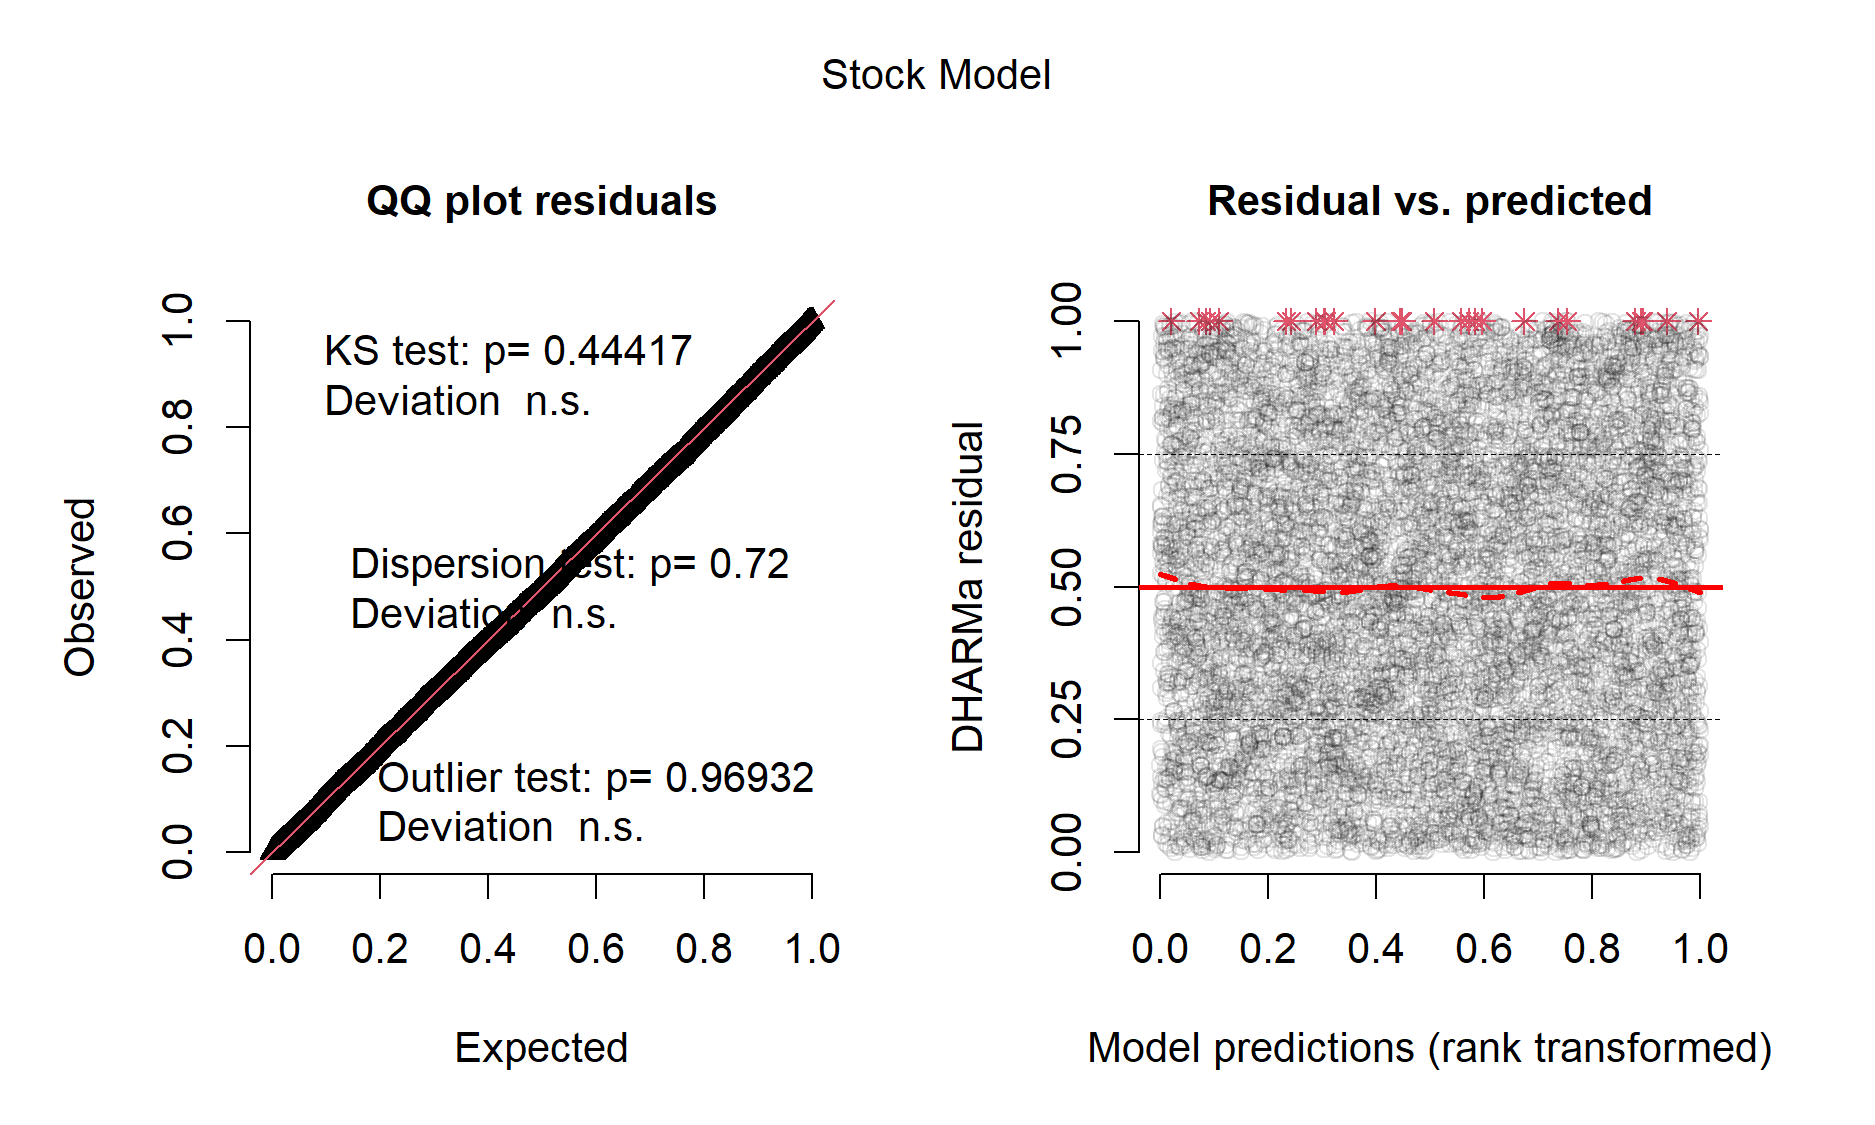 Stock Model
QQ plot residuals
KS test: p= 0.44417
Deviation  n.s.
Dispersion test: p= 0.72
Deviation  n.s.
Outlier test: p= 0.96932
Deviation  n.s.
Observed
1.0
0.8
0.6
0.4
0.2
0.0
0.0 0.2 0.4 0.6 0.8 1.0
Expected
Residual vs. predicted
DHARMa residual
1.00
0.75
0.50
0.25
0.00
0.0 0.2 0.4 0.6 0.8 1.0
Model predictions (rank transformed)